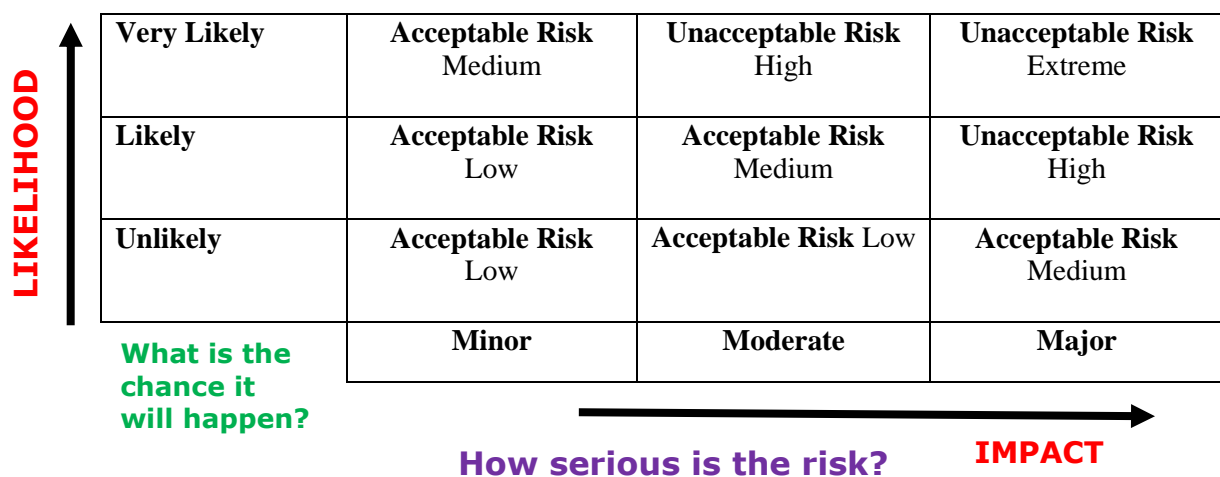 LIKELIHOOD
Very Likely
Acceptable Risk
Medium
Unacceptable Risk
High
Unacceptable Risk
Extreme
Likely
Acceptable Risk
Low
Acceptable Risk
Medium
Unacceptable Risk
High
Unlikely
Acceptable Risk
Low
Acceptable Risk Low
Acceptable Risk
Medium
What is the
chance it
will happen?
Minor
Moderate
Major
How serious is the risk?
IMPACT